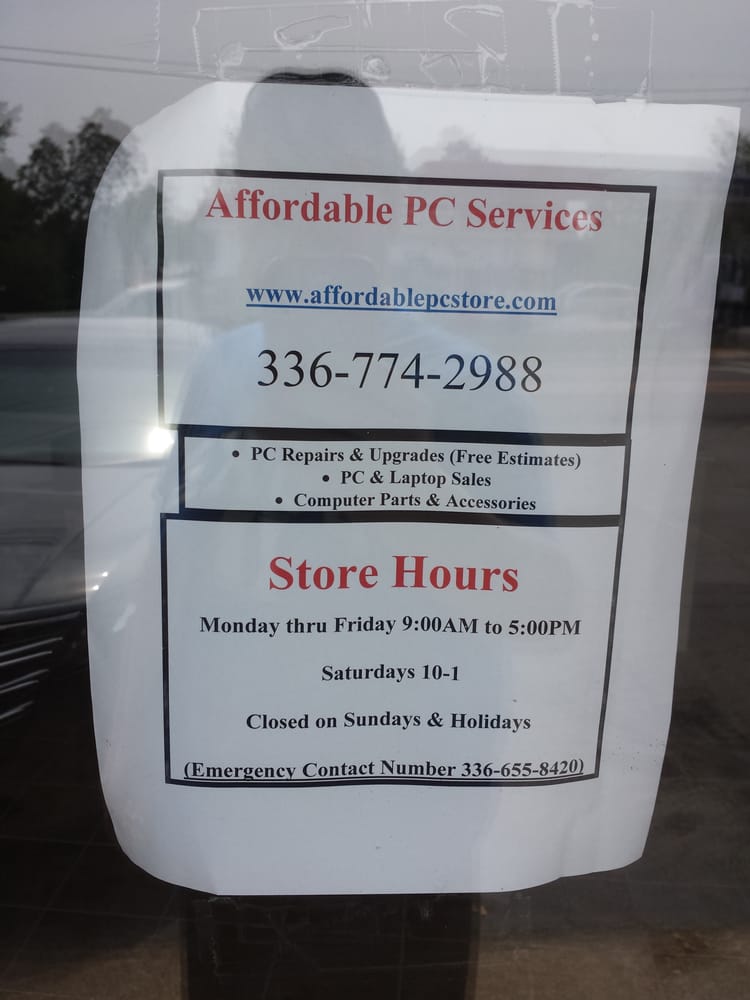 Affordable PC Services
www.affordablepcstore.com
336-774-2988
• PC Repairs & Upgrades (Free Estimates)
• PC & Laptop Sales
• Computer Parts & Accessories
Store Hours
Monday thru Friday 9:00AM to 5:00PM
Saturdays 10-1
Closed on Sundays & Holidays
(Emergency Contact Number 336-655-8420)